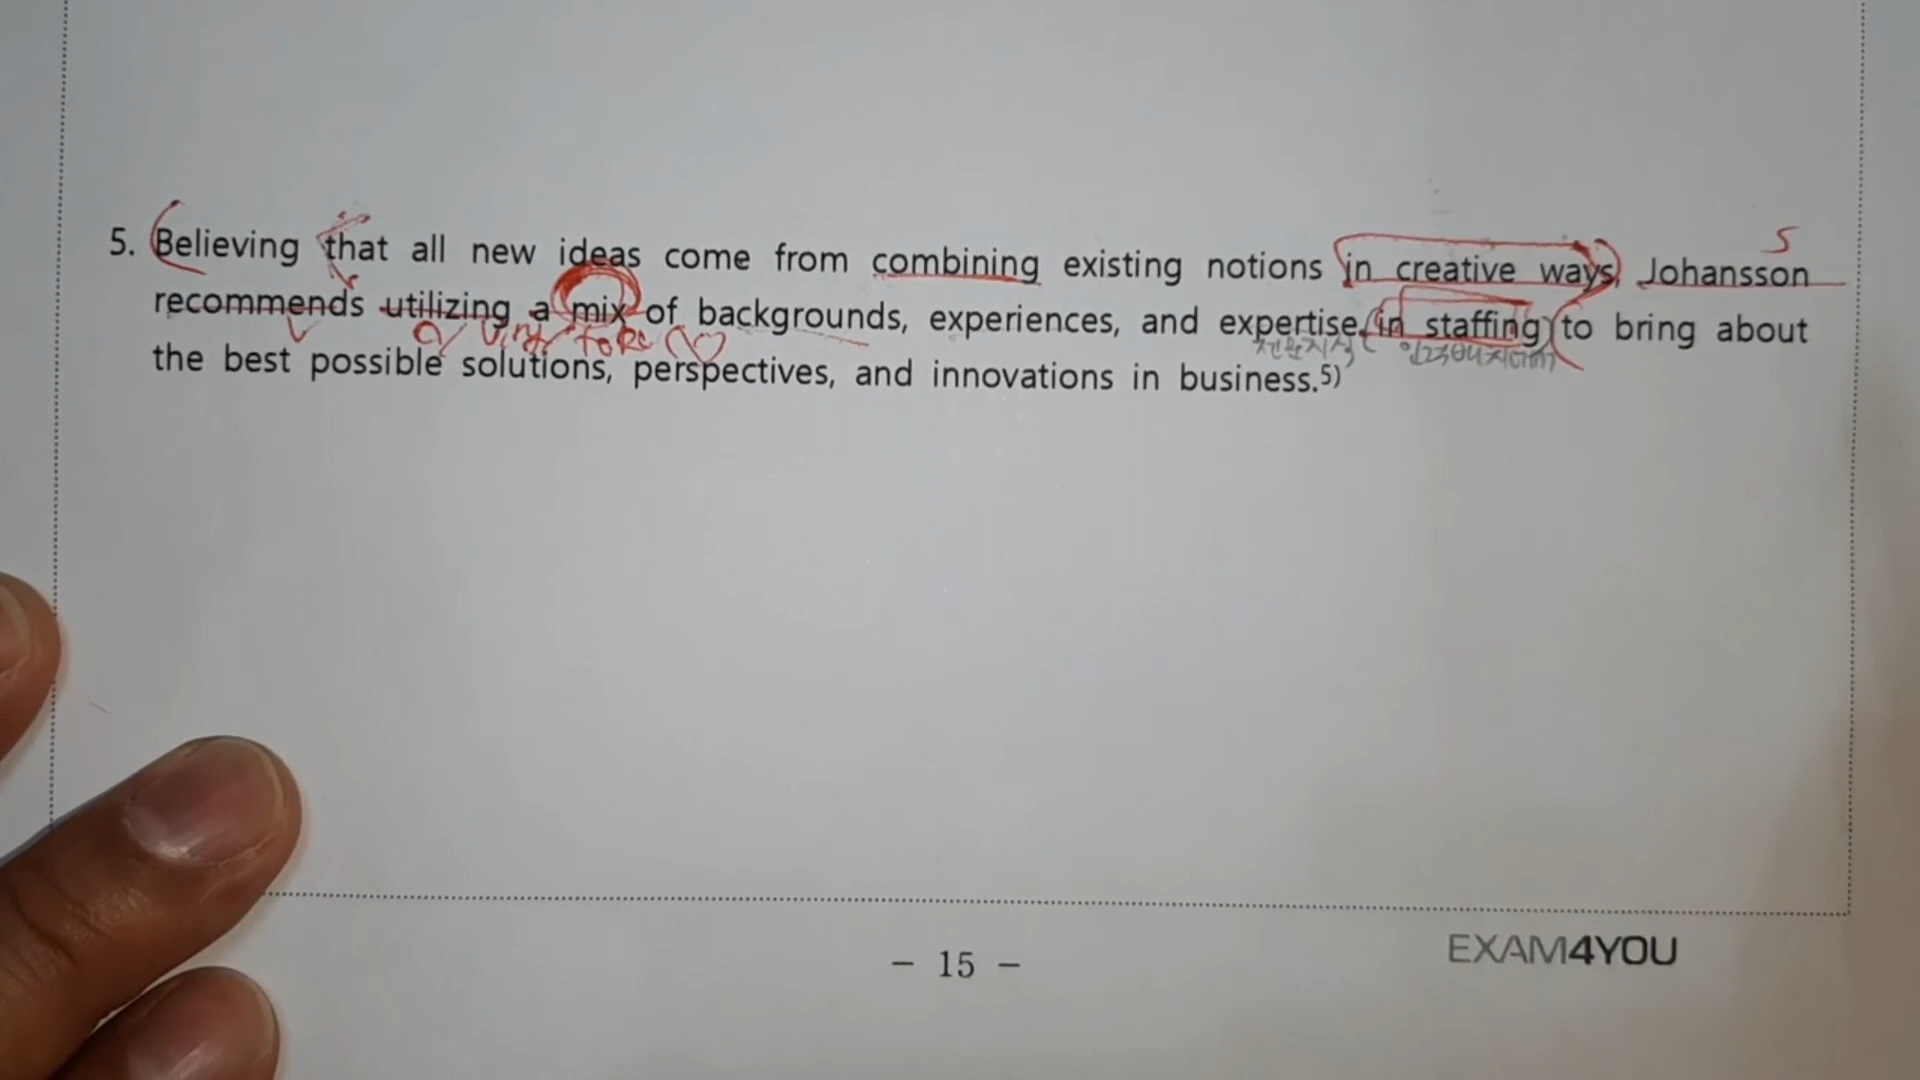 S
5. Believing that all new ideas come from combining existing notions in creative ways, Johansson
recommends utilizing a mix of backgrounds, experiences, and expertise in staffing to bring about
V
the best possible solutions, perspectives, and innovations in business.5)
- 15 -
EXAM4YOU